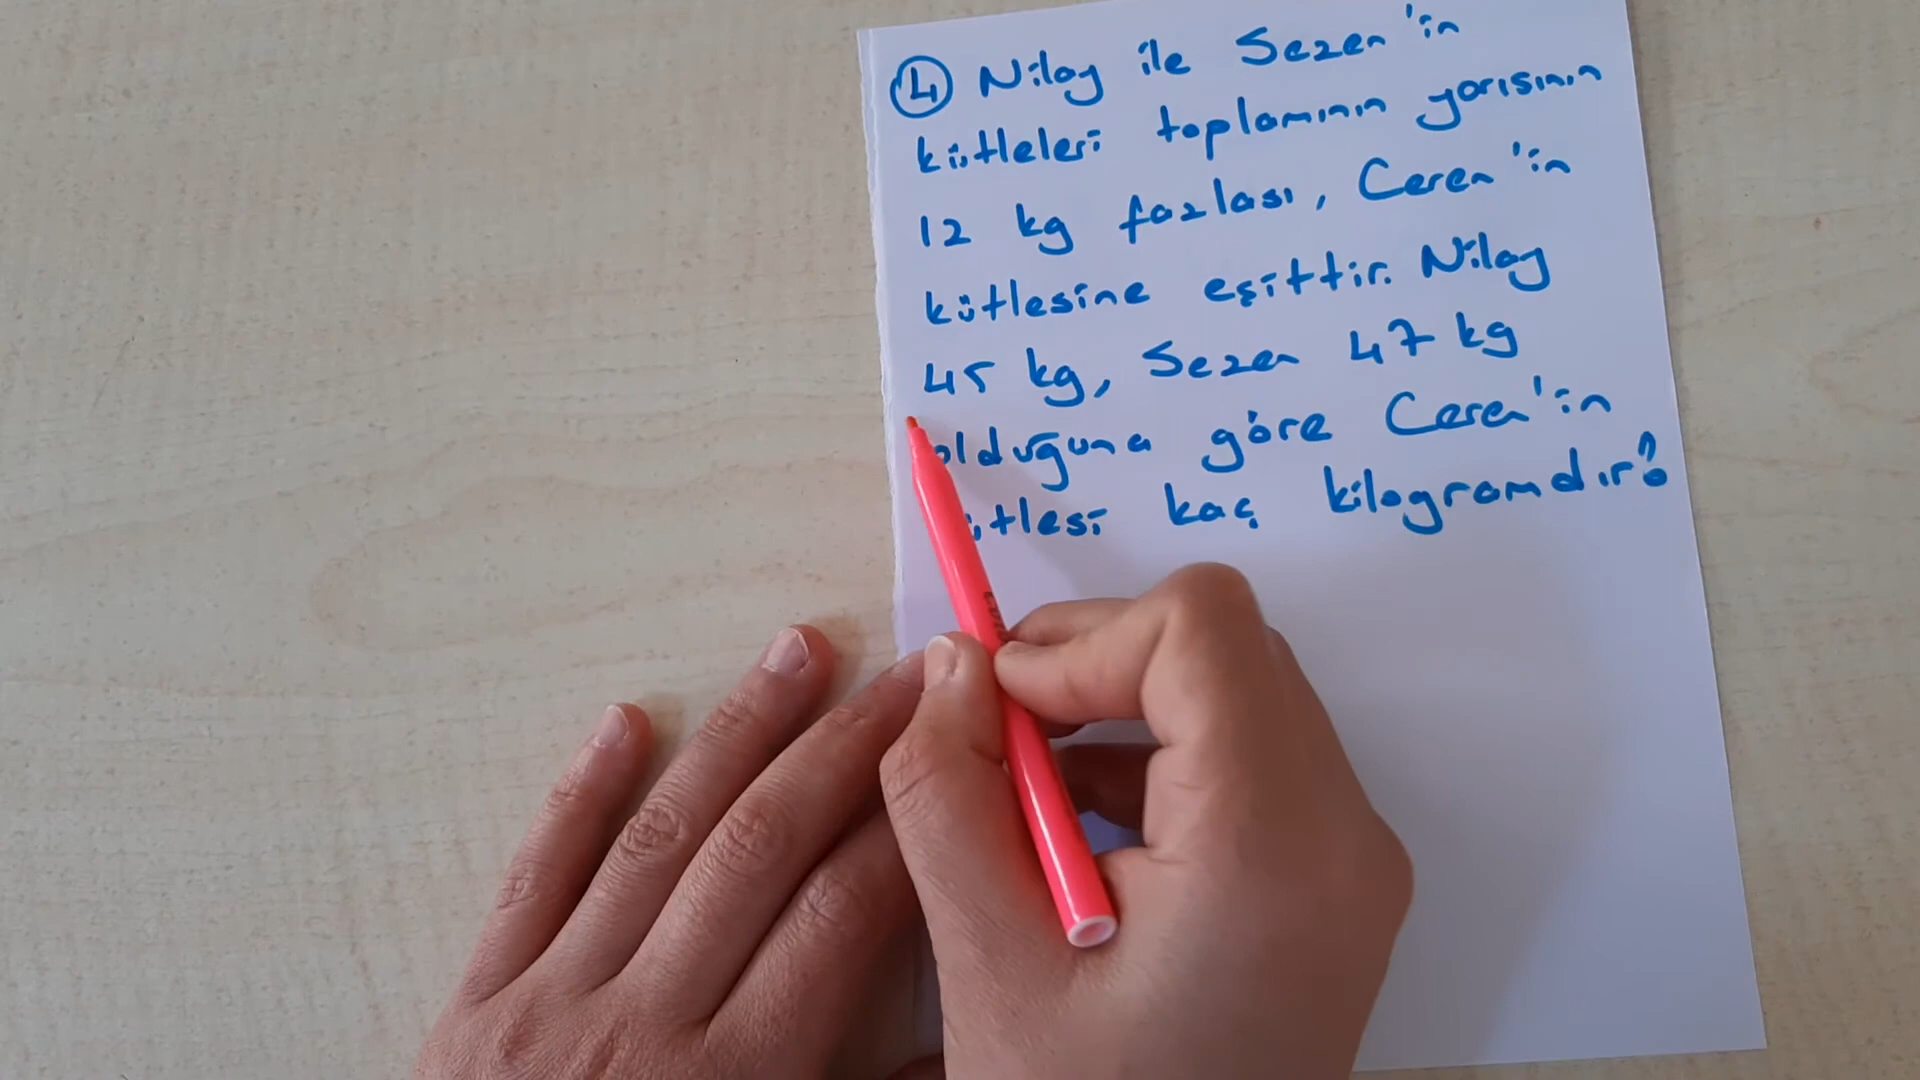 4 Nilay ile Sezen'in
kütleleri toplamının yarısının
12 kg fazlası, Ceren'in
kütlesine eşittir. Nilay
45 kg, Sezen 47 kg
olduğuna göre Ceren'in
kütlesi kaç kilogramdır?